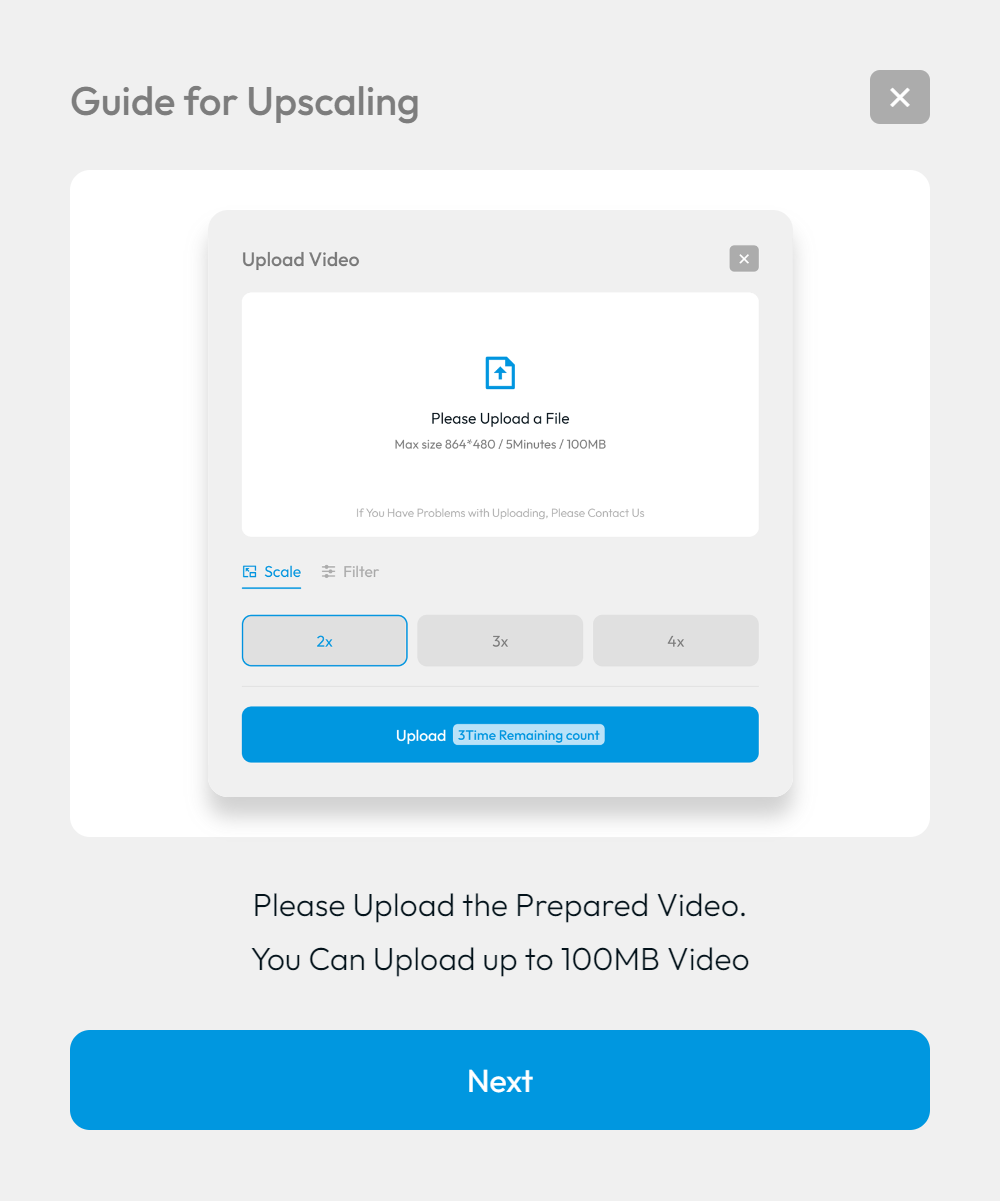 Guide for Upscaling
Upload Video
Please Upload a File
Max size 864*480 / 5Minutes / 100MB
If You Have Problems with Uploading, Please Contact Us
Scale Filter
2x 3x 4x
Upload 3Time Remaining count
Please Upload the Prepared Video.
You Can Upload up to 100MB Video
Next